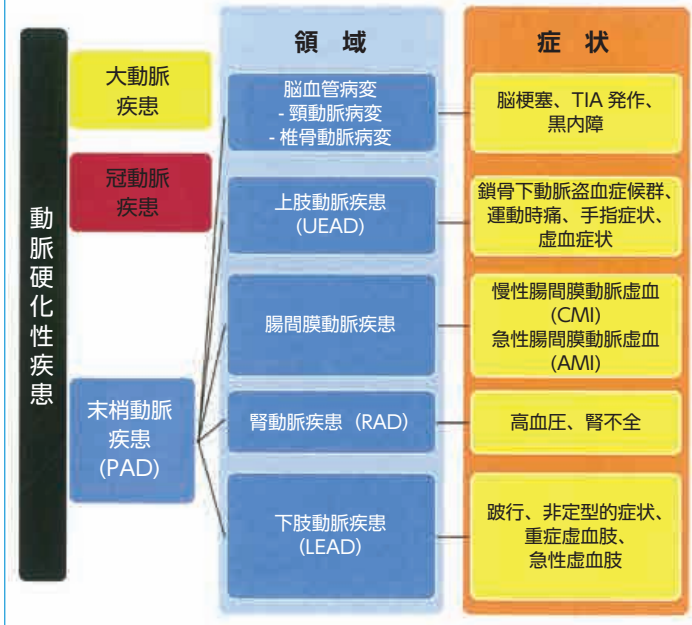 動脈硬化性疾患
大動脈
疾患
冠動脈
疾患
末梢動脈
疾患
(PAD)
領 域
脳血管病変
- 頸動脈病変
- 椎骨動脈病変
上肢動脈疾患
(UEAD)
腸間膜動脈疾患
腎動脈疾患（RAD）
下肢動脈疾患
(LEAD)
症 状
脳梗塞、TIA 発作、
黒内障
鎖骨下動脈盗血症候群、
運動時痛、手指症状、
虚血症状
慢性腸間膜動脈虚血
(CMI)
急性腸間膜動脈虚血
(AMI)
高血圧、腎不全
跛行、非定型的症状、
重症虚血肢、
急性虚血肢